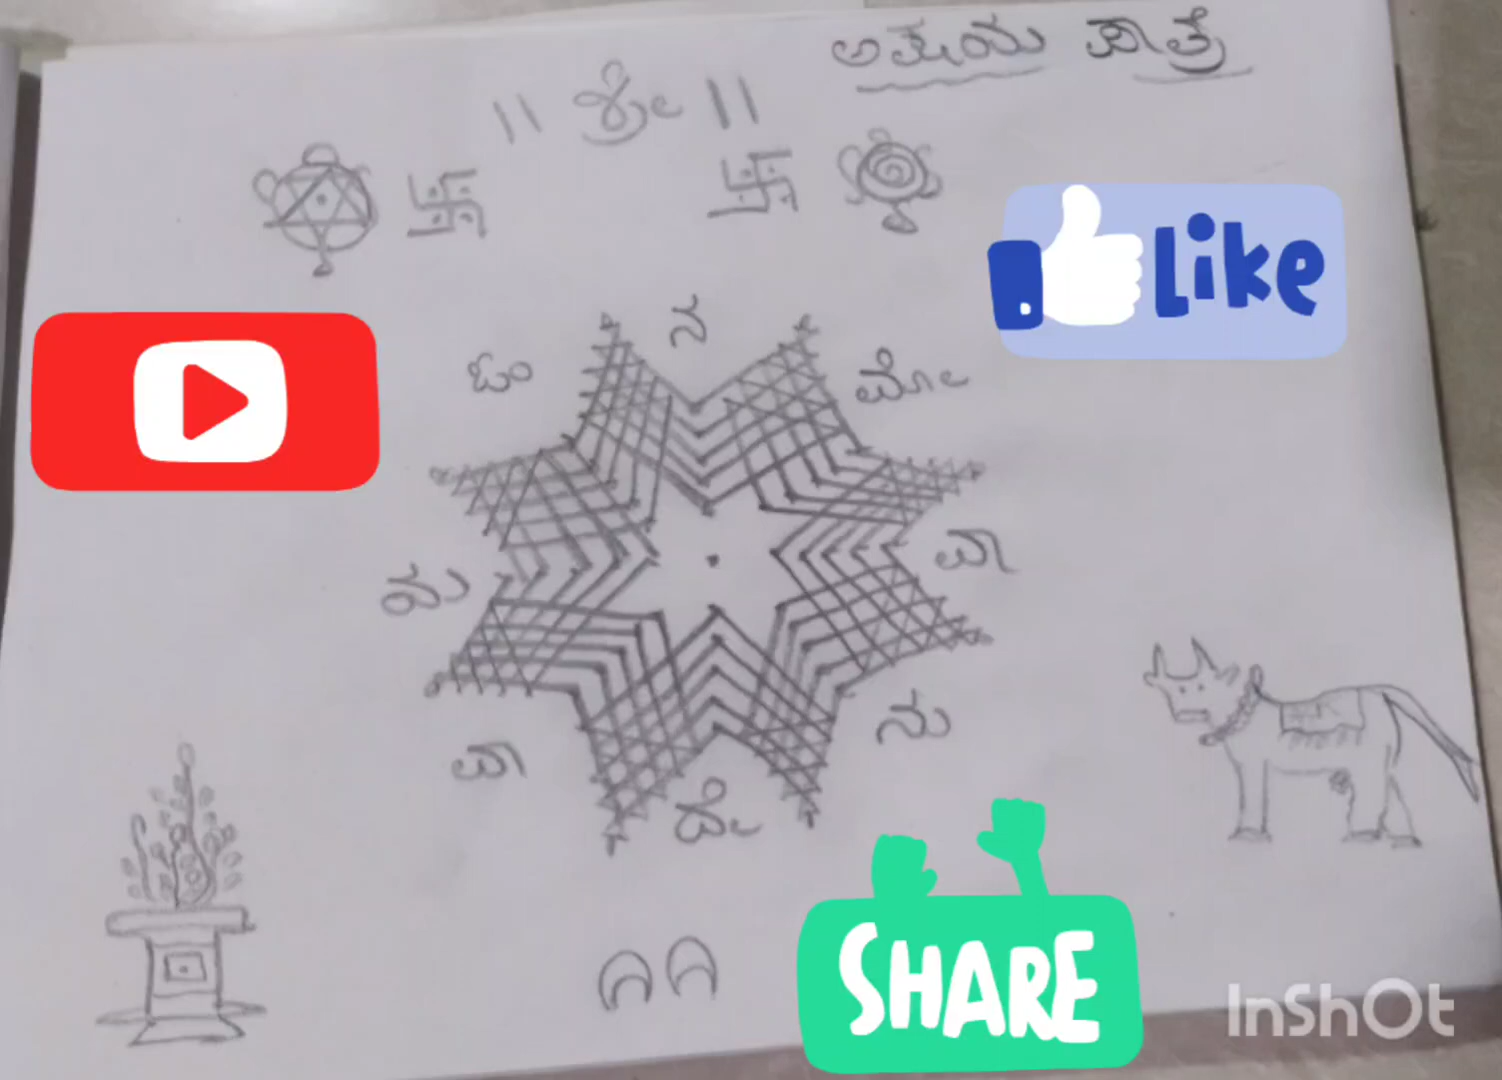 ಅಕ್ಷಯ ಪಾತ್ರೆ
|| ಶ್ರೀ ||
Like
ನ
ಓಂ
ಮೋ
ವಾ
ಮ
ಸು
ವಾ
ದೇ
SHARE
InShOt